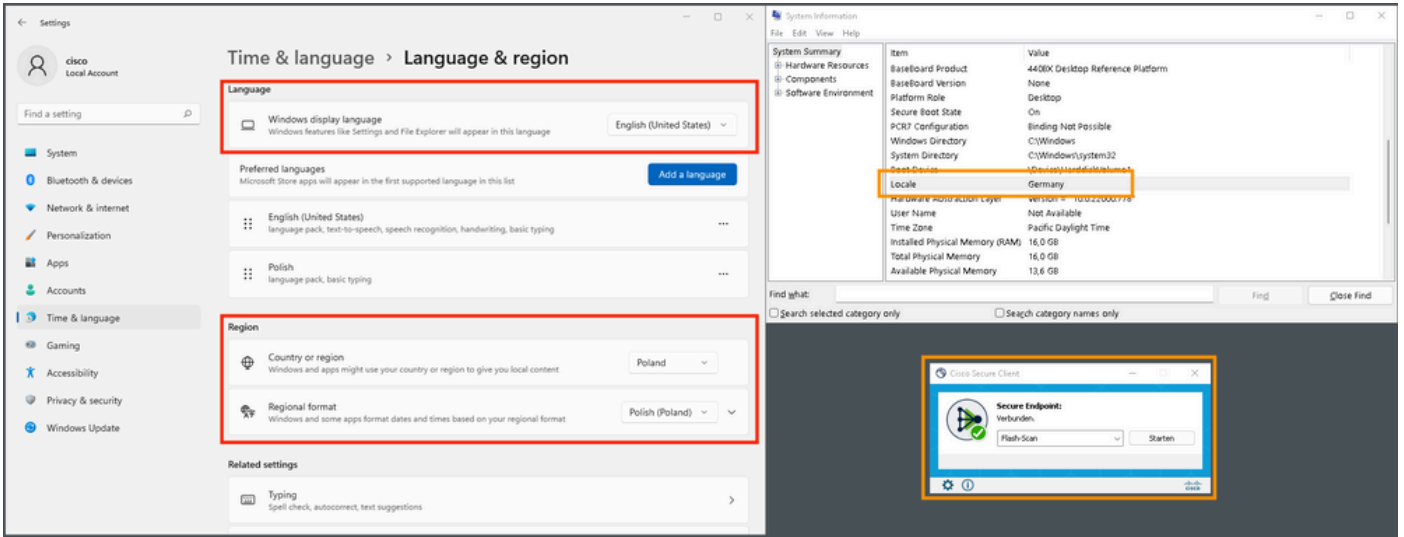 Settings
cisco
Local Account
Find a setting
System
Bluetooth & devices
Network & internet
Personalization
Apps
Accounts
Time & language
Gaming
Accessibility
Privacy & security
Windows Update
Time & language > Language & region
Language
Windows display language
Windows features like Settings and File Explorer will appear in this language
English (United States)
Preferred languages
Microsoft Store apps will appear in the first supported language in this list
Add a language
English (United States)
language pack, text-to-speech, speech recognition, handwriting, basic typing
Polish
language pack, basic typing
Region
Country or region
Windows and apps might use your country or region to give you local content
Poland
Regional format
Windows and some apps format dates and times based on your regional format
Polish (Poland)
Related settings
Typing
Spell check, autocorrect, text suggestions
System Information
File Edit View Help
System Summary
Hardware Resources
Components
Software Environment
Item Value
BaseBoard Product 440BX Desktop Reference Platform
BaseBoard Version None
Platform Role Desktop
Secure Boot State On
PCR7 Configuration Binding Not Possible
Windows Directory C:\Windows
System Directory C:\Windows\system32
Boot Device \Device\HarddiskVolume1
Locale Germany
Hardware Abstraction Layer Version = "10.0.22000.778"
User Name Not Available
Time Zone Pacific Daylight Time
Installed Physical Memory (RAM) 16,0 GB
Total Physical Memory 16,0 GB
Available Physical Memory 13,6 GB
Find what:
Find
Close Find
Search selected category only
Search category names only
Cisco Secure Client
Secure Endpoint:
Verbunden.
Flash-Scan
Starten
cisco